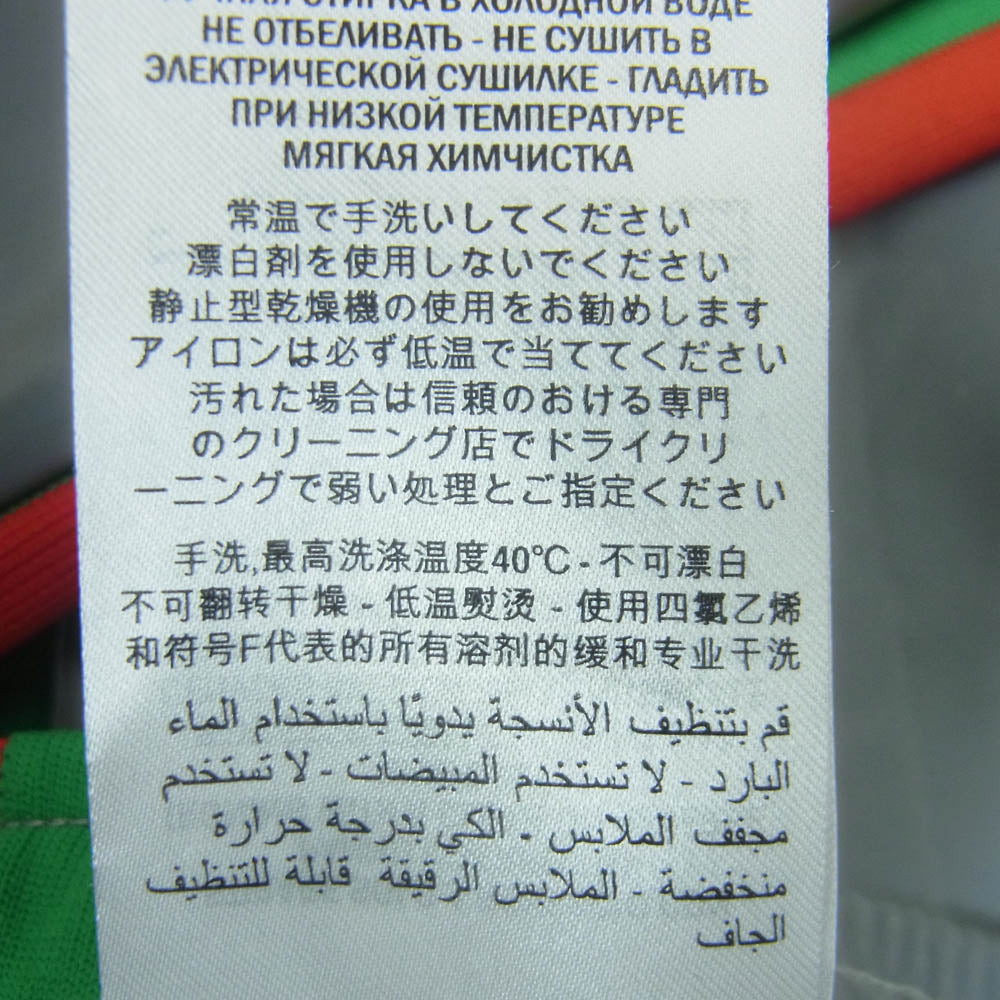 РУЧНАЯ СТИРКА В ХОЛОДНОЙ ВОДЕ
НЕ ОТБЕЛИВАТЬ - НЕ СУШИТЬ В
ЭЛЕКТРИЧЕСКОЙ СУШИЛКЕ - ГЛАДИТЬ
ПРИ НИЗКОЙ ТЕМПЕРАТУРЕ
МЯГКАЯ ХИМЧИСТКА
常温で手洗いしてください
漂白剤を使用しないでください
静止型乾燥機の使用をお勧めします
アイロンは必ず低温で当ててください
汚れた場合は信頼のおける専門
のクリーニング店でドライクリ
ーニングで弱い処理とご指定ください
手洗,最高洗涤温度40℃ - 不可漂白
不可翻转干燥 - 低温熨烫 - 使用四氯乙烯
和符号F代表的所有溶剂的缓和专业干洗
قم بتنظيف الأنسجة يدويًا باستخدام الماء
البارد - لا تستخدم المبيضات - لا تستخدم
مجفف الملابس - الكي بدرجة حرارة
منخفضة - الملابس الرقيقة قابلة للتنظيف
الجاف